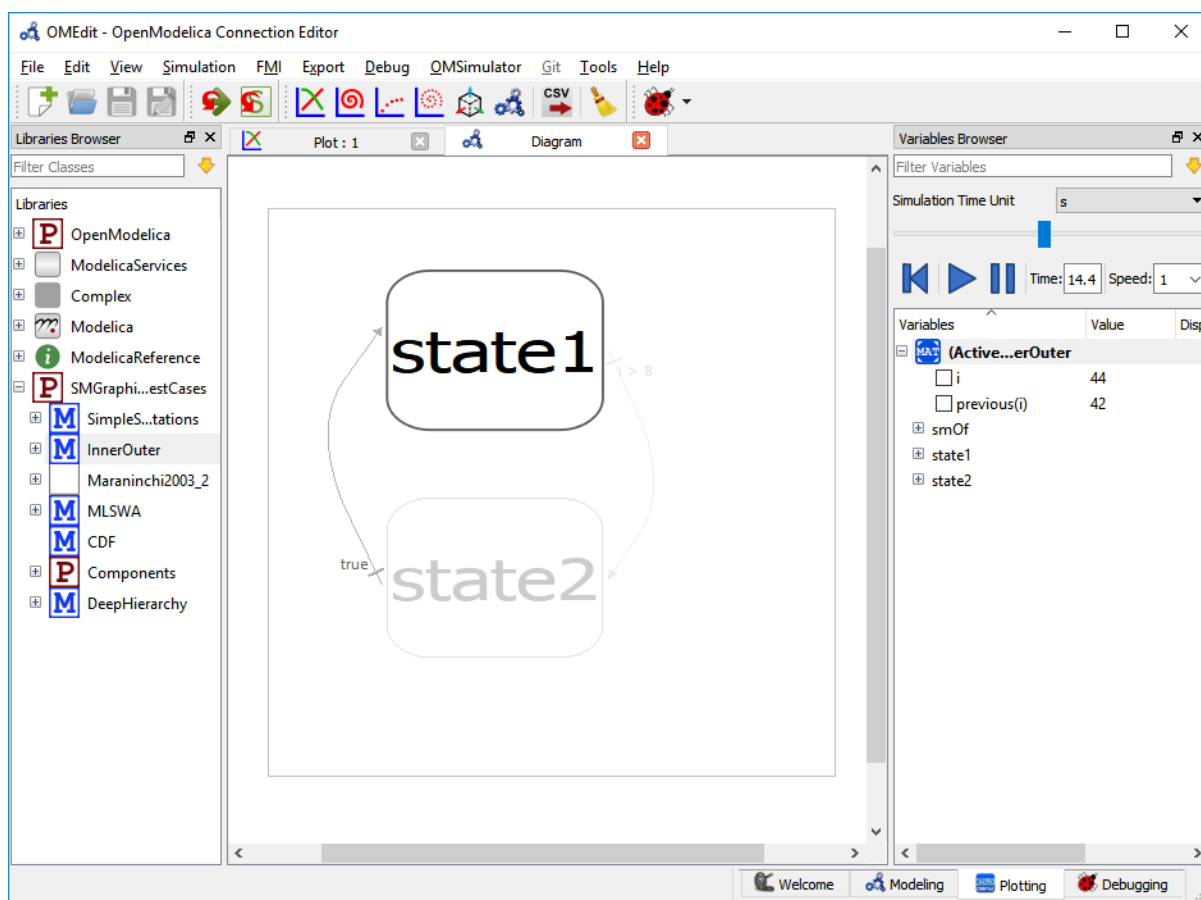 OMEdit - OpenModelica Connection Editor
File Edit View Simulation FMI Export Debug OMSimulator Git Tools Help
CSV
Libraries Browser
Plot : 1
Diagram
Variables Browser
Filter Classes
Filter Variables
Simulation Time Unit s
Libraries
P OpenModelica
ModelicaServices
Complex
m Modelica
i ModelicaReference
P SMGraphi...estCases
M SimpleS...tations
M InnerOuter
Maraninchi2003_2
M MLSWA
M CDF
P Components
M DeepHierarchy
state1
i > 8
true
state2
Time: 14.4 Speed: 1
Variables Value Disp
MAT (Active...erOuter
i 44
previous(i) 42
smOf
state1
state2
Welcome Modeling Plotting Debugging